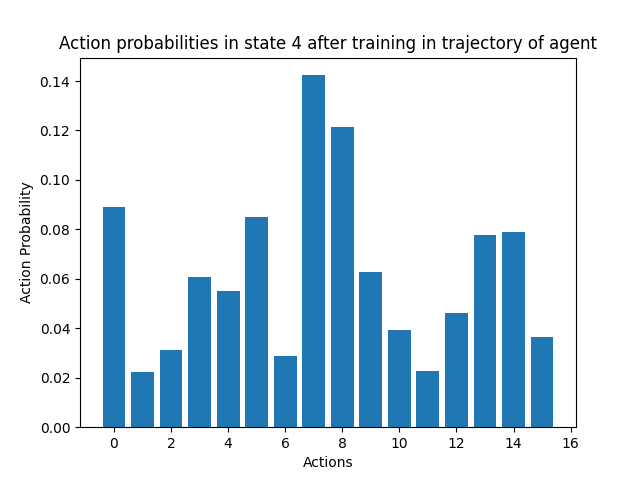 Action probabilities in state 4 after training in trajectory of agent
0.14
0.12
0.10
0.08
0.06
0.04
0.02
0.00
Action Probability
0 2 4 6 8 10 12 14 16
Actions